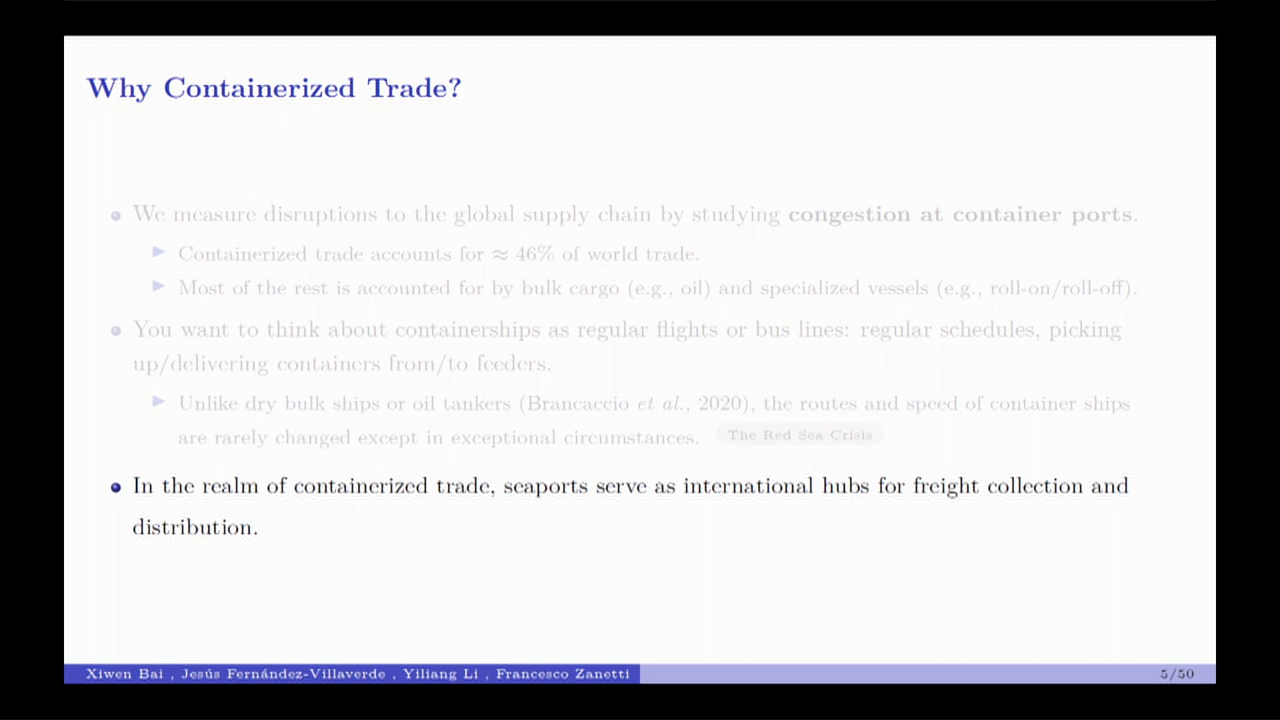 Why Containerized Trade?
We measure disruptions to the global supply chain by studying congestion at container ports.
Containerized trade accounts for ≈ 46% of world trade.
Most of the rest is accounted for by bulk cargo (e.g., oil) and specialized vessels (e.g., roll-on/roll-off).
You want to think about containerships as regular flights or bus lines: regular schedules, picking
up/delivering containers from/to feeders.
Unlike dry bulk ships or oil tankers (Brancaccio et al., 2020), the routes and speed of container ships
are rarely changed except in exceptional circumstances. The Red Sea Crisis
In the realm of containerized trade, seaports serve as international hubs for freight collection and
distribution.
Xiwen Bai , Jesús Fernández-Villaverde , Yiliang Li , Francesco Zanetti 5/50